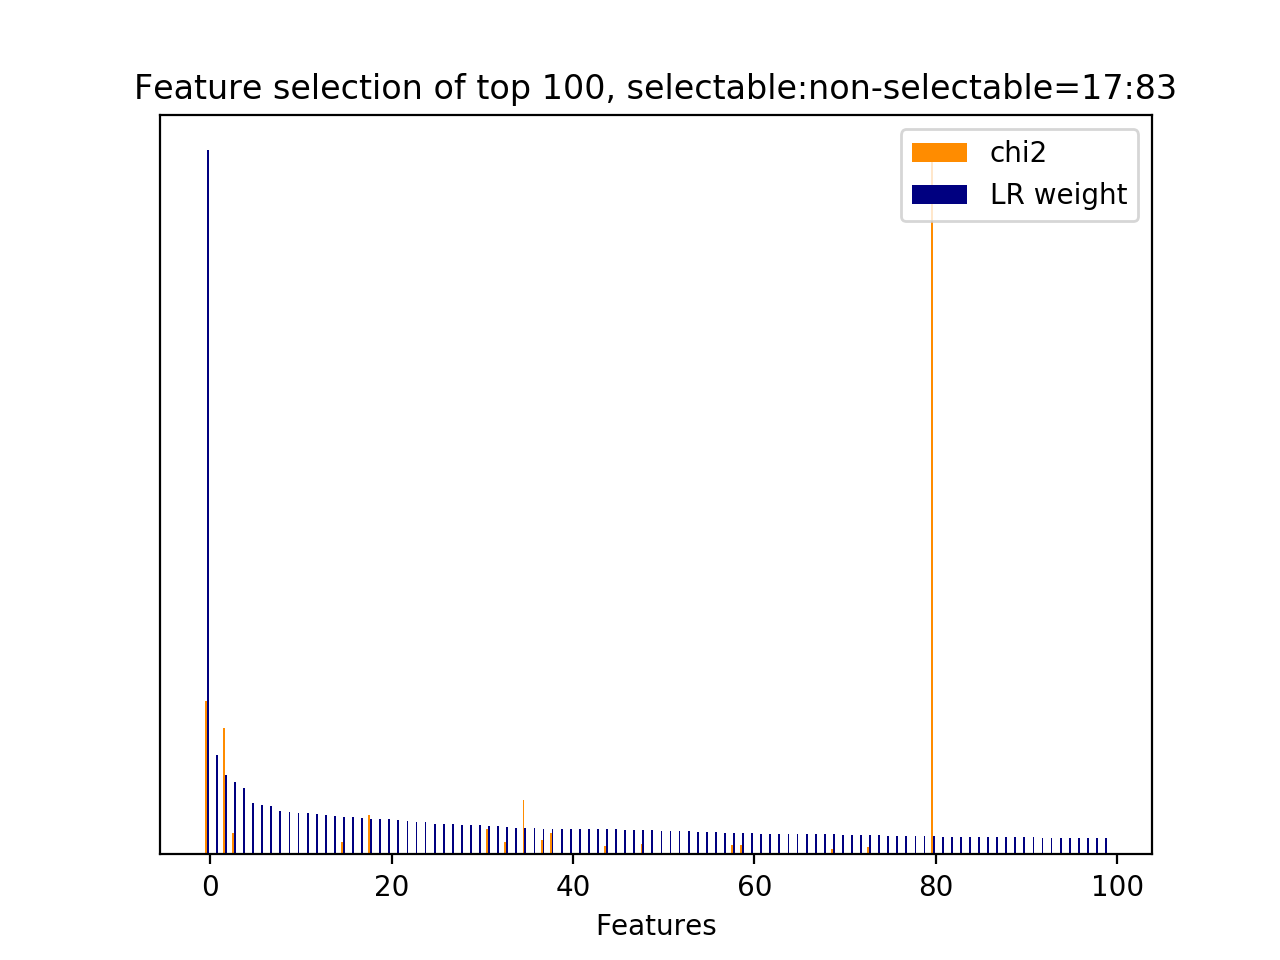 Feature selection of top 100, selectable:non-selectable=17:83
chi2
LR weight
0 20 40 60 80 100
Features